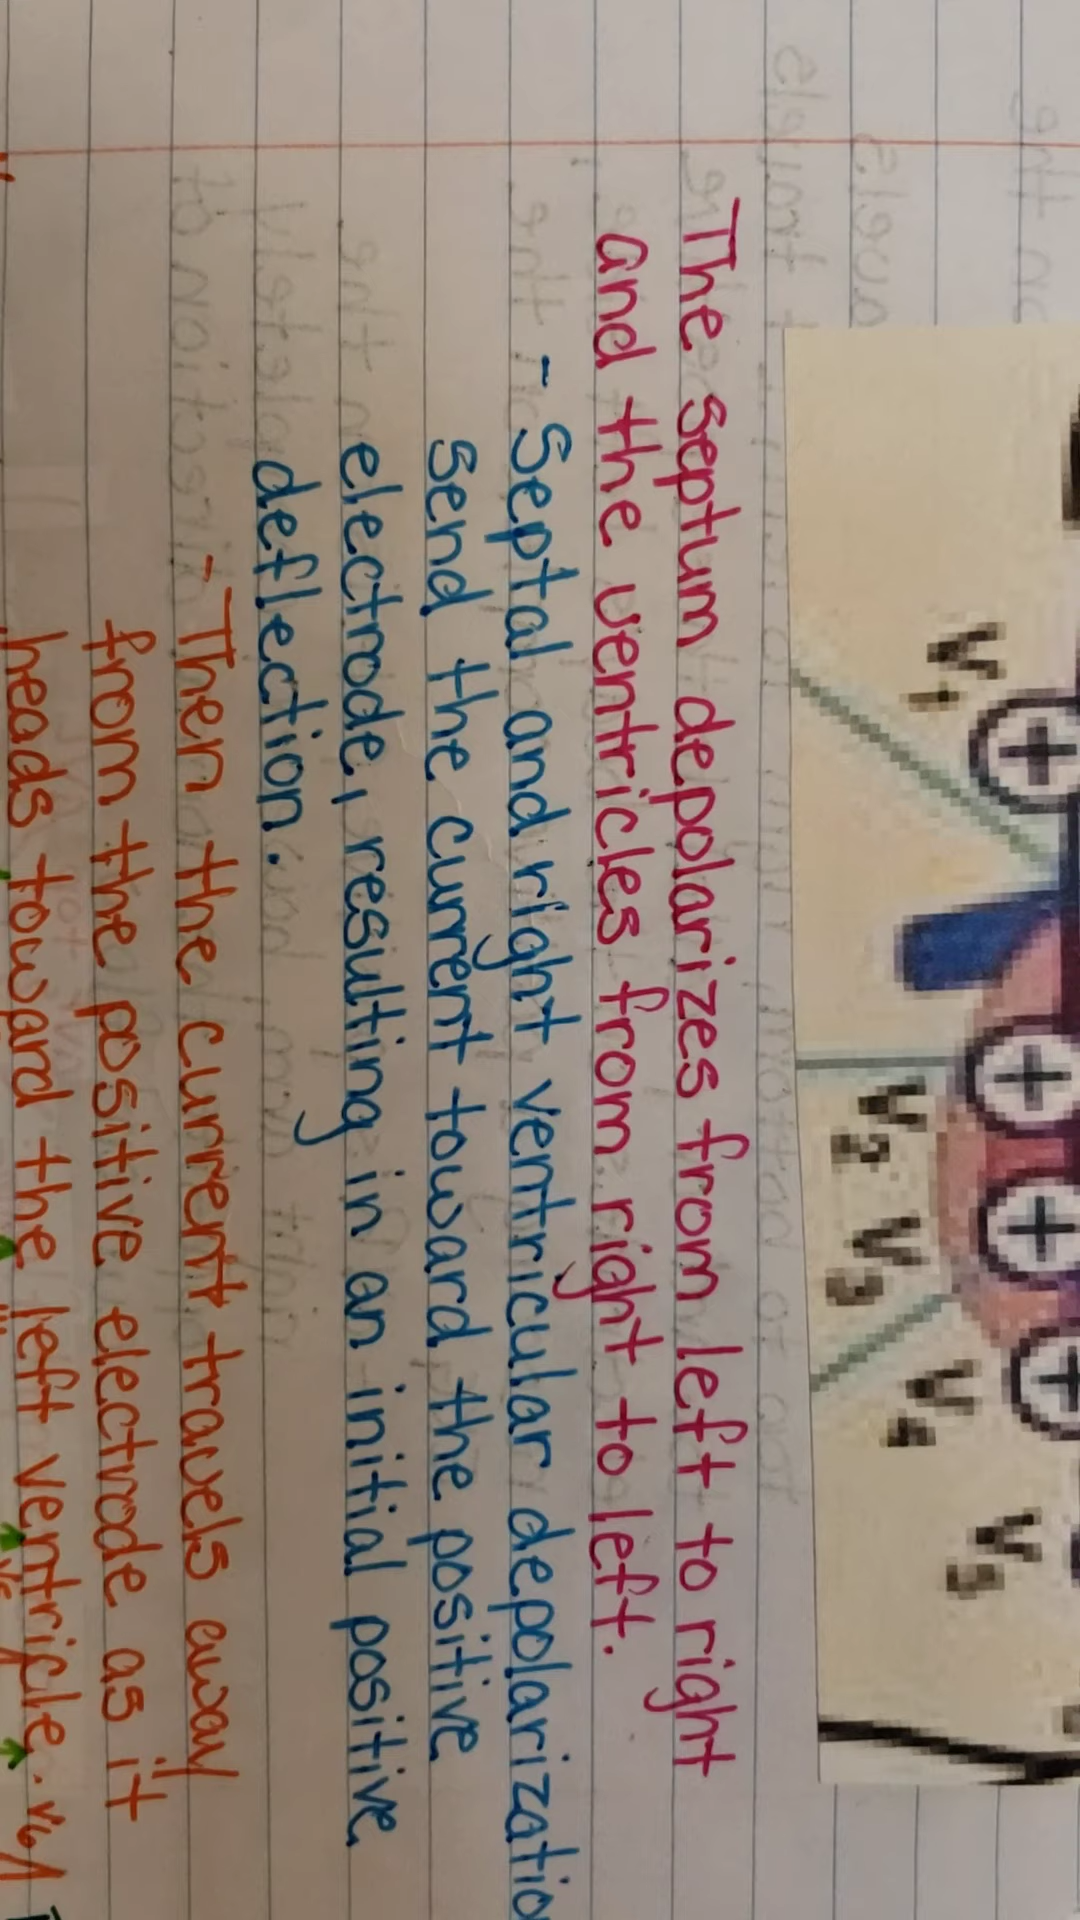 V1
V2
V3
V4
V5
-The septum depolarizes from left to right
and the ventricles from right to left.
- Septal and right ventricular depolarization
send the current toward the positive
electrode, resulting in an initial positive
deflection.
-Then the current travels away
from the positive electrode as it
heads toward the left ventricle.